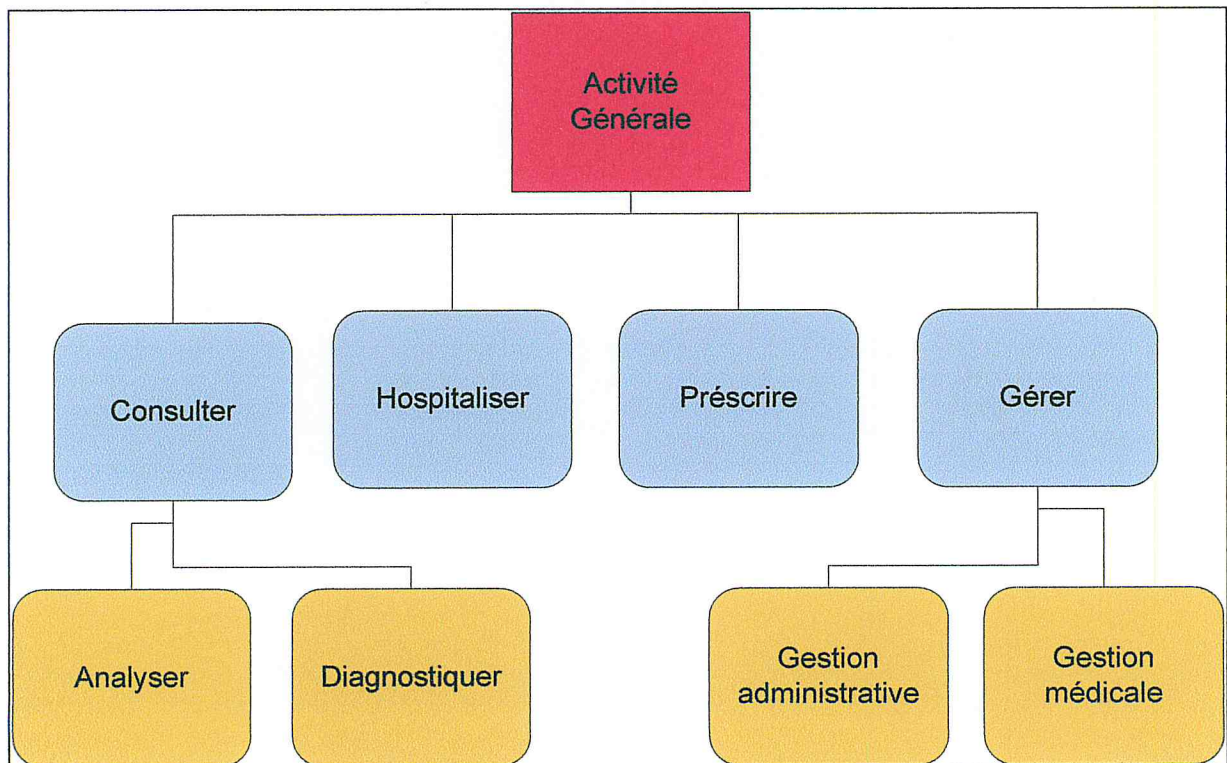 Activité
Générale
Consulter
Hospitaliser
Préscrire
Gérer
Analyser
Diagnostiquer
Gestion
administrative
Gestion
médicale